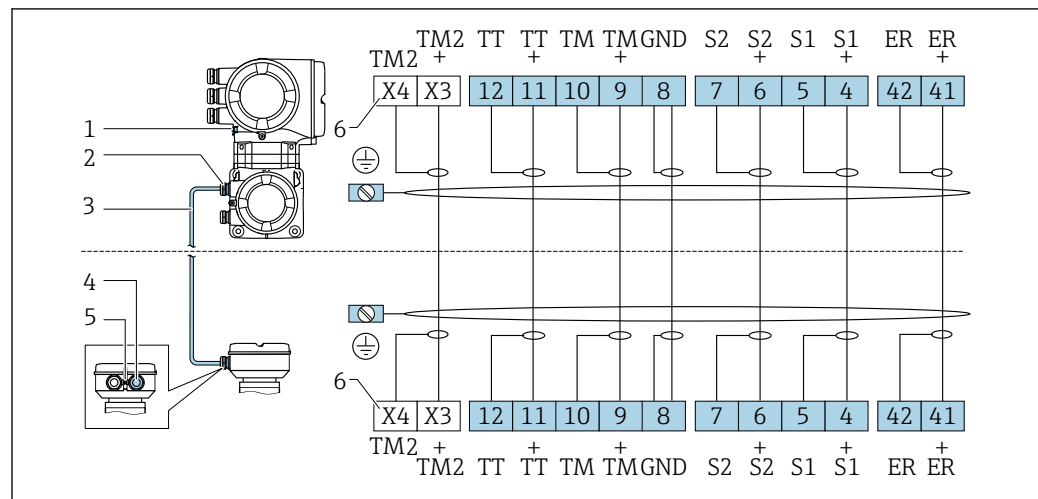 TM2 TT TT TM TM GND S2 S2 S1 S1 ER ER
TM2 + + + + + +
X4 X3 12 11 10 9 8 7 6 5 4 42 41
6
1
2
3
4
5
6
X4 X3 12 11 10 9 8 7 6 5 4 42 41
TM2 + + + + + +
TM2 TT TT TM TM GND S2 S2 S1 S1 ER ER